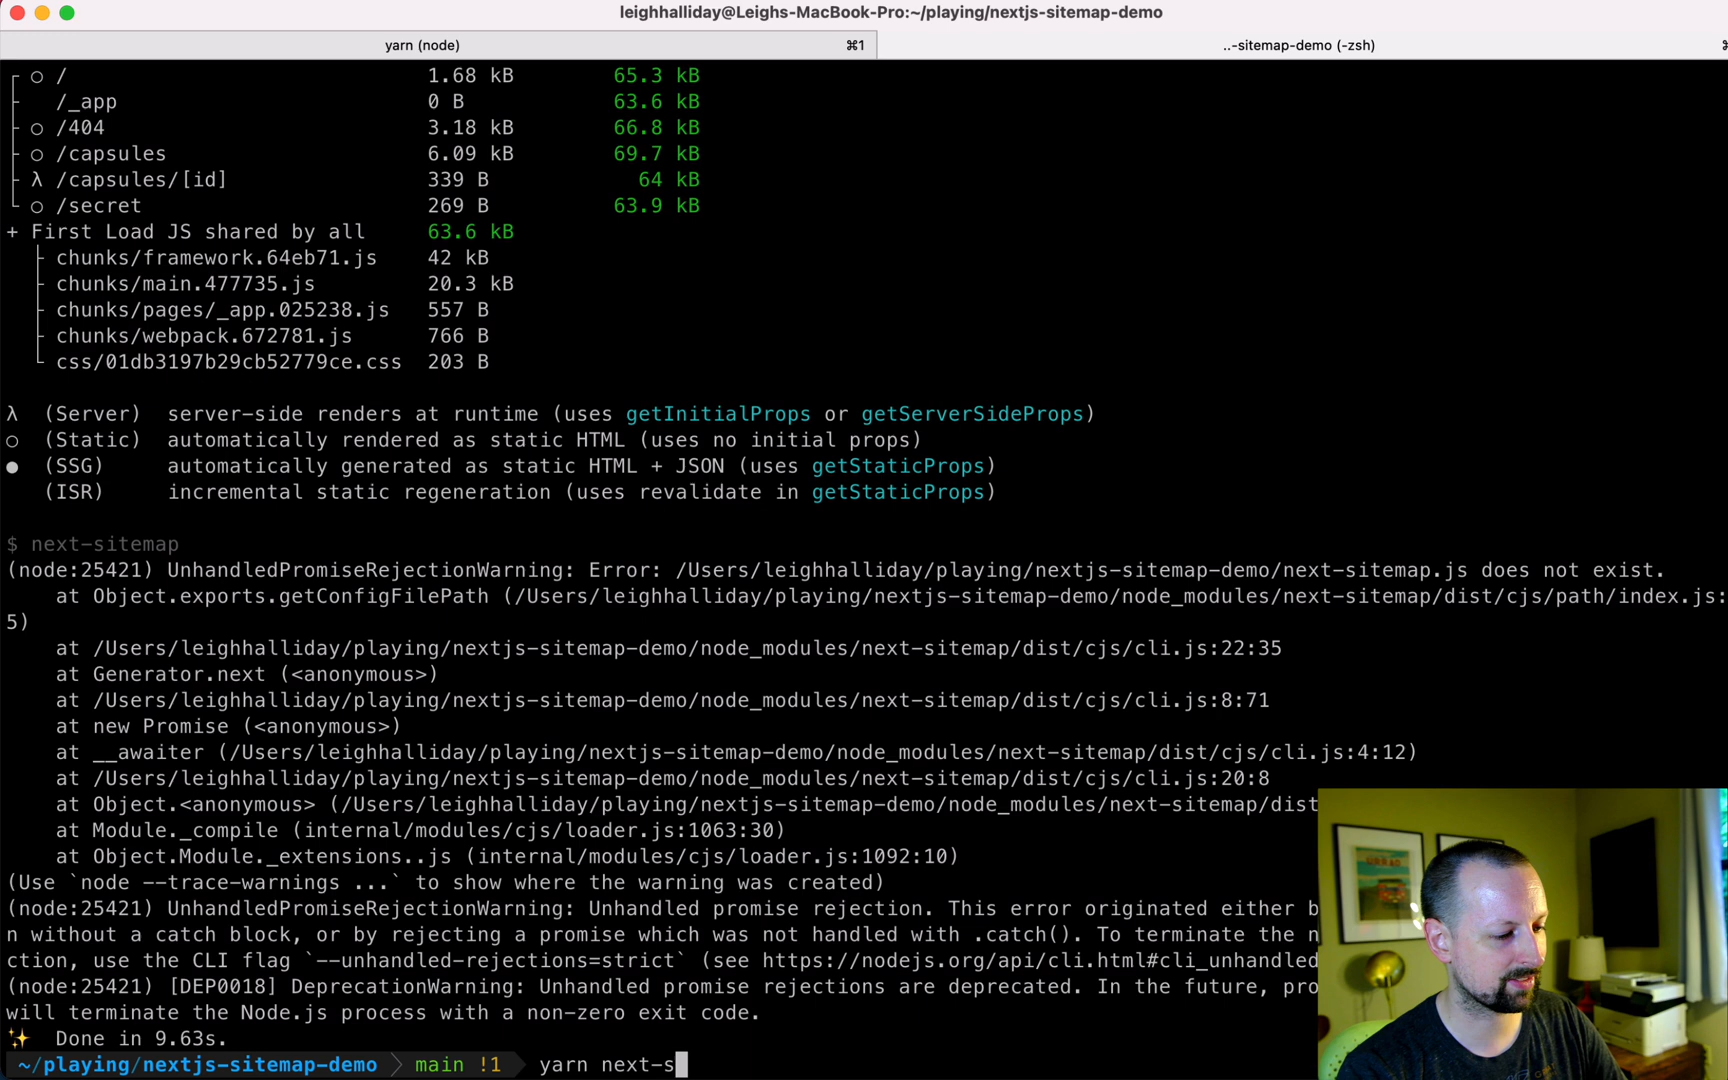 leighhalliday@Leighs-MacBook-Pro:~/playing/nextjs-sitemap-demo
yarn (node) ⌘1 ..-sitemap-demo (-zsh)
┌ ○ / 1.68 kB 65.3 kB
├   /_app 0 B 63.6 kB
├ ○ /404 3.18 kB 66.8 kB
├ ○ /capsules 6.09 kB 69.7 kB
├ λ /capsules/[id] 339 B 64 kB
└ ○ /secret 269 B 63.9 kB
+ First Load JS shared by all 63.6 kB
├ chunks/framework.64eb71.js 42 kB
├ chunks/main.477735.js 20.3 kB
├ chunks/pages/_app.025238.js 557 B
├ chunks/webpack.672781.js 766 B
└ css/01db3197b29cb52779ce.css 203 B
λ (Server) server-side renders at runtime (uses getInitialProps or getServerSideProps)
○ (Static) automatically rendered as static HTML (uses no initial props)
● (SSG) automatically generated as static HTML + JSON (uses getStaticProps)
(ISR) incremental static regeneration (uses revalidate in getStaticProps)
$ next-sitemap
(node:25421) UnhandledPromiseRejectionWarning: Error: /Users/leighhalliday/playing/nextjs-sitemap-demo/next-sitemap.js does not exist.
at Object.exports.getConfigFilePath (/Users/leighhalliday/playing/nextjs-sitemap-demo/node_modules/next-sitemap/dist/cjs/path/index.js:
5)
at /Users/leighhalliday/playing/nextjs-sitemap-demo/node_modules/next-sitemap/dist/cjs/cli.js:22:35
at Generator.next (<anonymous>)
at /Users/leighhalliday/playing/nextjs-sitemap-demo/node_modules/next-sitemap/dist/cjs/cli.js:8:71
at new Promise (<anonymous>)
at __awaiter (/Users/leighhalliday/playing/nextjs-sitemap-demo/node_modules/next-sitemap/dist/cjs/cli.js:4:12)
at /Users/leighhalliday/playing/nextjs-sitemap-demo/node_modules/next-sitemap/dist/cjs/cli.js:20:8
at Object.<anonymous> (/Users/leighhalliday/playing/nextjs-sitemap-demo/node_modules/next-sitemap/dist
at Module._compile (internal/modules/cjs/loader.js:1063:30)
at Object.Module._extensions..js (internal/modules/cjs/loader.js:1092:10)
(Use `node --trace-warnings ...` to show where the warning was created)
(node:25421) UnhandledPromiseRejectionWarning: Unhandled promise rejection. This error originated either b
n without a catch block, or by rejecting a promise which was not handled with .catch(). To terminate the n
ction, use the CLI flag `--unhandled-rejections=strict` (see https://nodejs.org/api/cli.html#cli_unhandled
(node:25421) [DEP0018] DeprecationWarning: Unhandled promise rejections are deprecated. In the future, pro
will terminate the Node.js process with a non-zero exit code.
✨ Done in 9.63s.
~/playing/nextjs-sitemap-demo main !1 yarn next-s